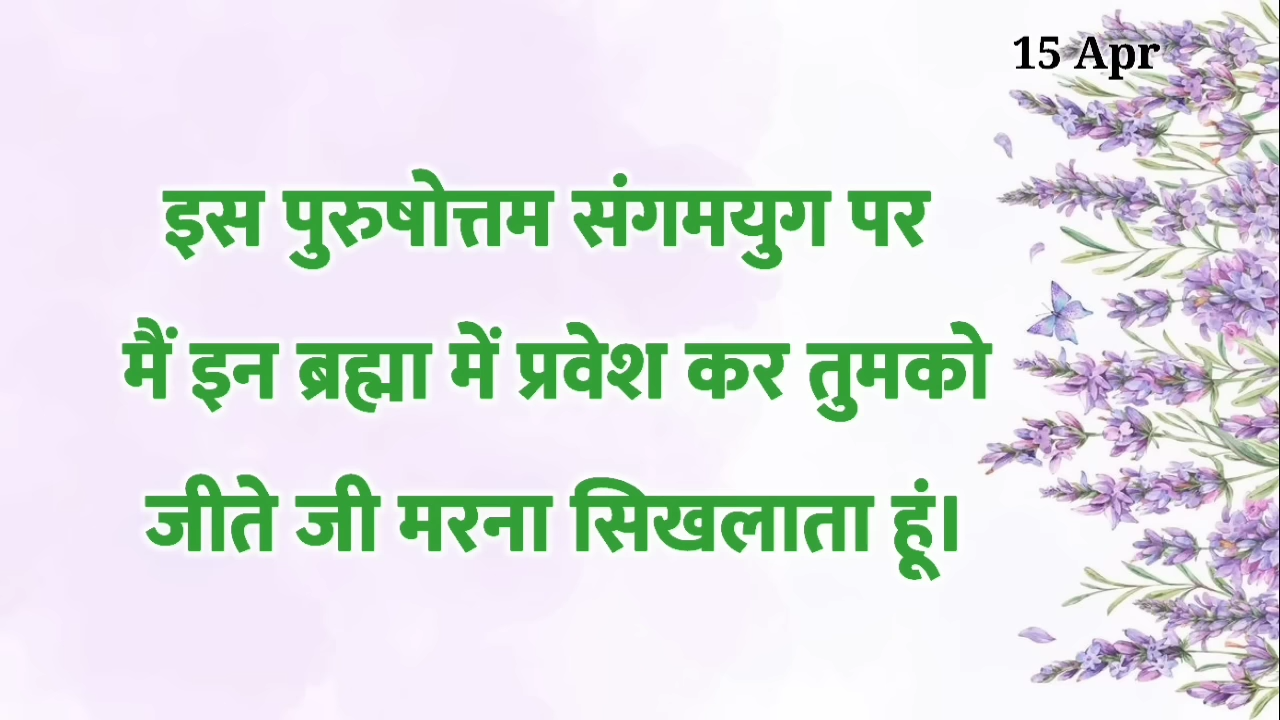 15 Apr
इस पुरुषोत्तम संगमयुग पर
मैं इन ब्रह्मा में प्रवेश कर तुमको
जीते जी मरना सिखलाता हूं।